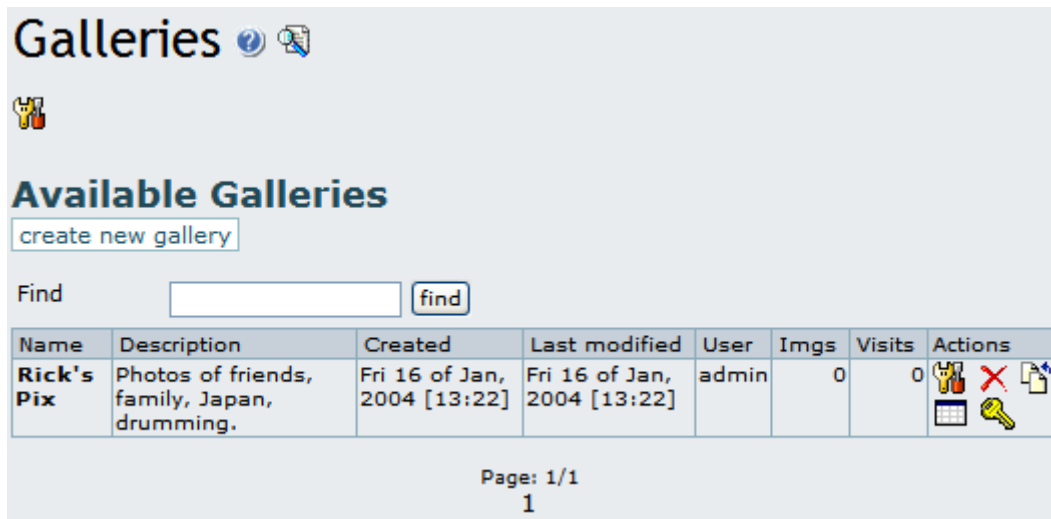 Galleries
Available Galleries
create new gallery
Find find
Name Description Created Last modified User Imgs Visits Actions
Rick's Photos of friends, Fri 16 of Jan, Fri 16 of Jan, admin 0 0
Pix family, Japan, 2004 [13:22] 2004 [13:22]
drumming.
Page: 1/1
1